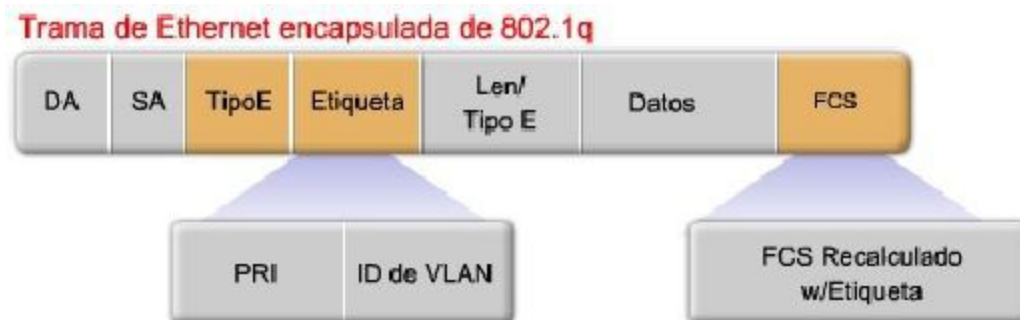 Trama de Ethernet encapsulada de 802.1q
DA SA TipoE Etiqueta Len/ Tipo E Datos FCS
PRI ID de VLAN
FCS Recalculado
w/Etiqueta